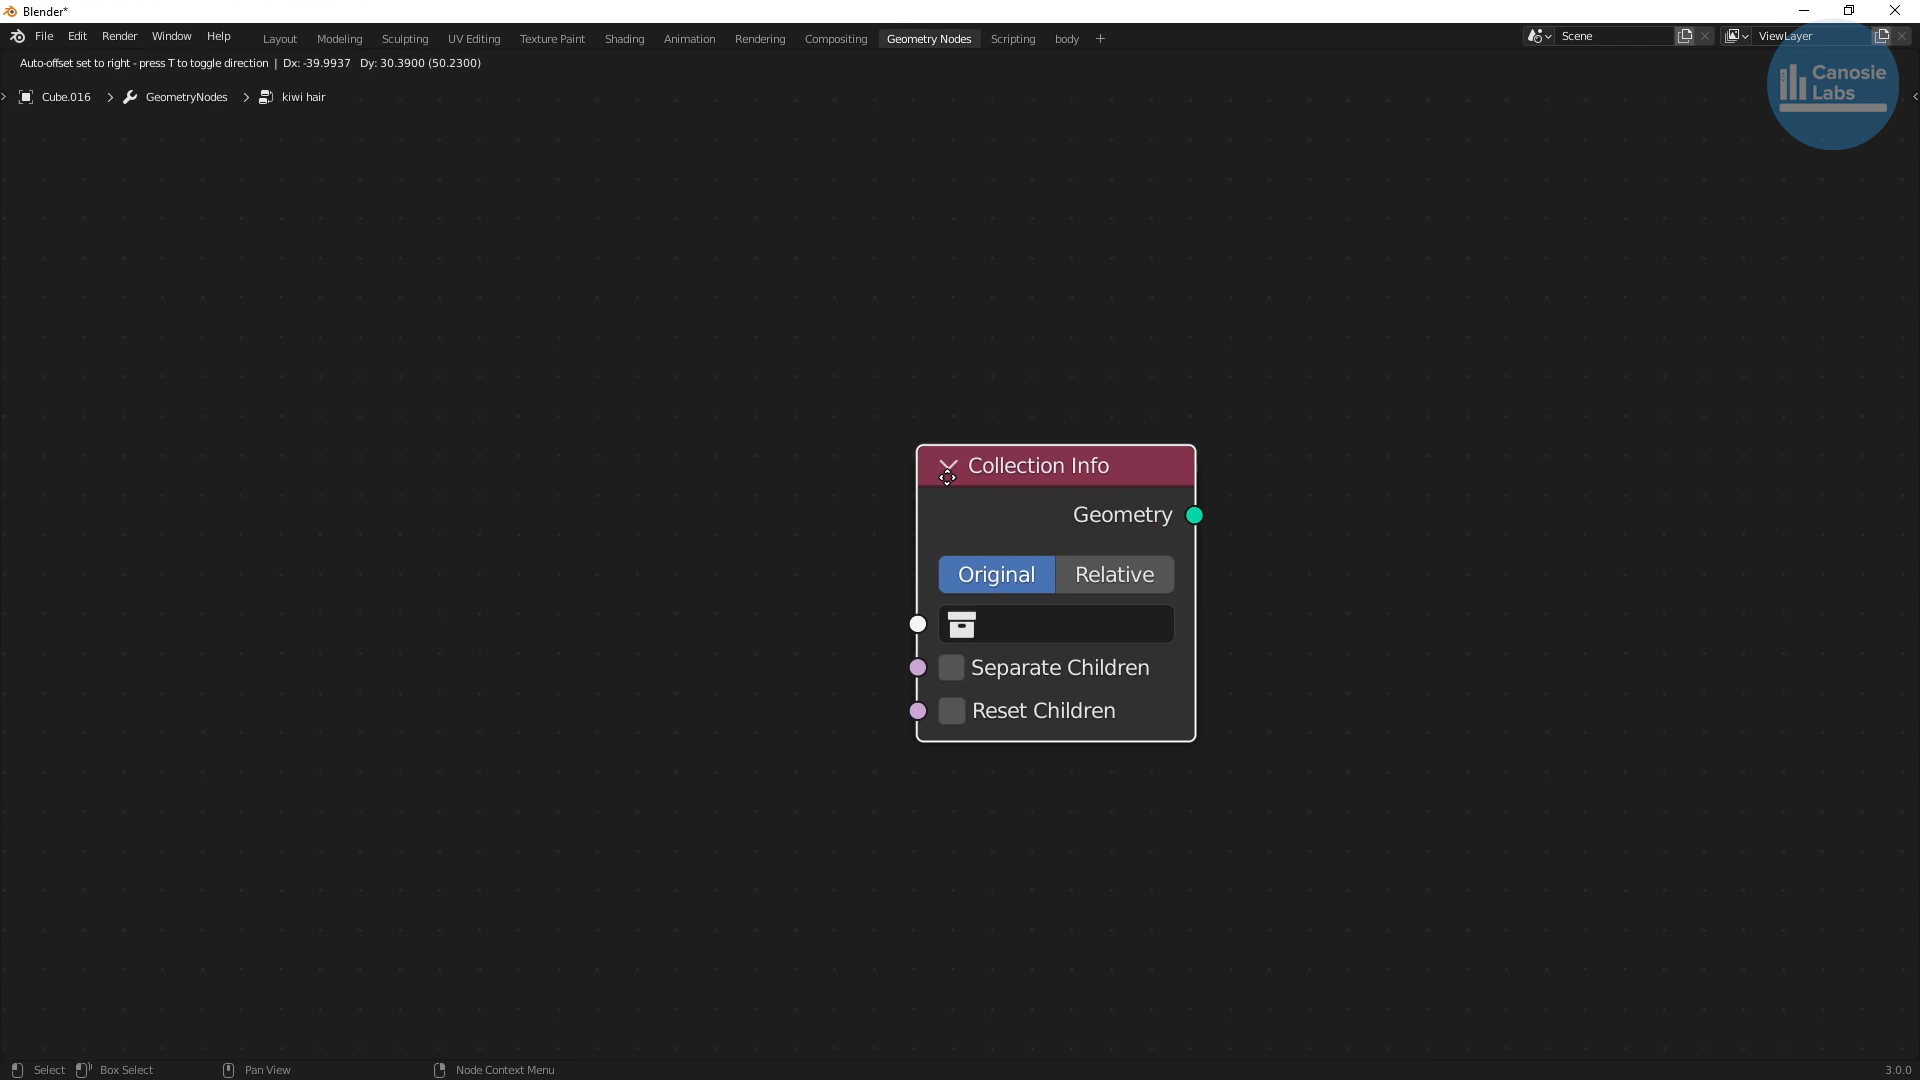 Blender*
File Edit Render Window Help Layout Modeling Sculpting UV Editing Texture Paint Shading Animation Rendering Compositing Geometry Nodes Scripting body + Scene ViewLayer
Auto-offset set to right - press T to toggle direction | Dx: -39.9937 Dy: 30.3900 (50.2300)
Canosie
Labs
Cube.016 > GeometryNodes > kiwi hair
Collection Info
Geometry
Original Relative
Separate Children
Reset Children
Select Box Select Pan View Node Context Menu 3.0.0